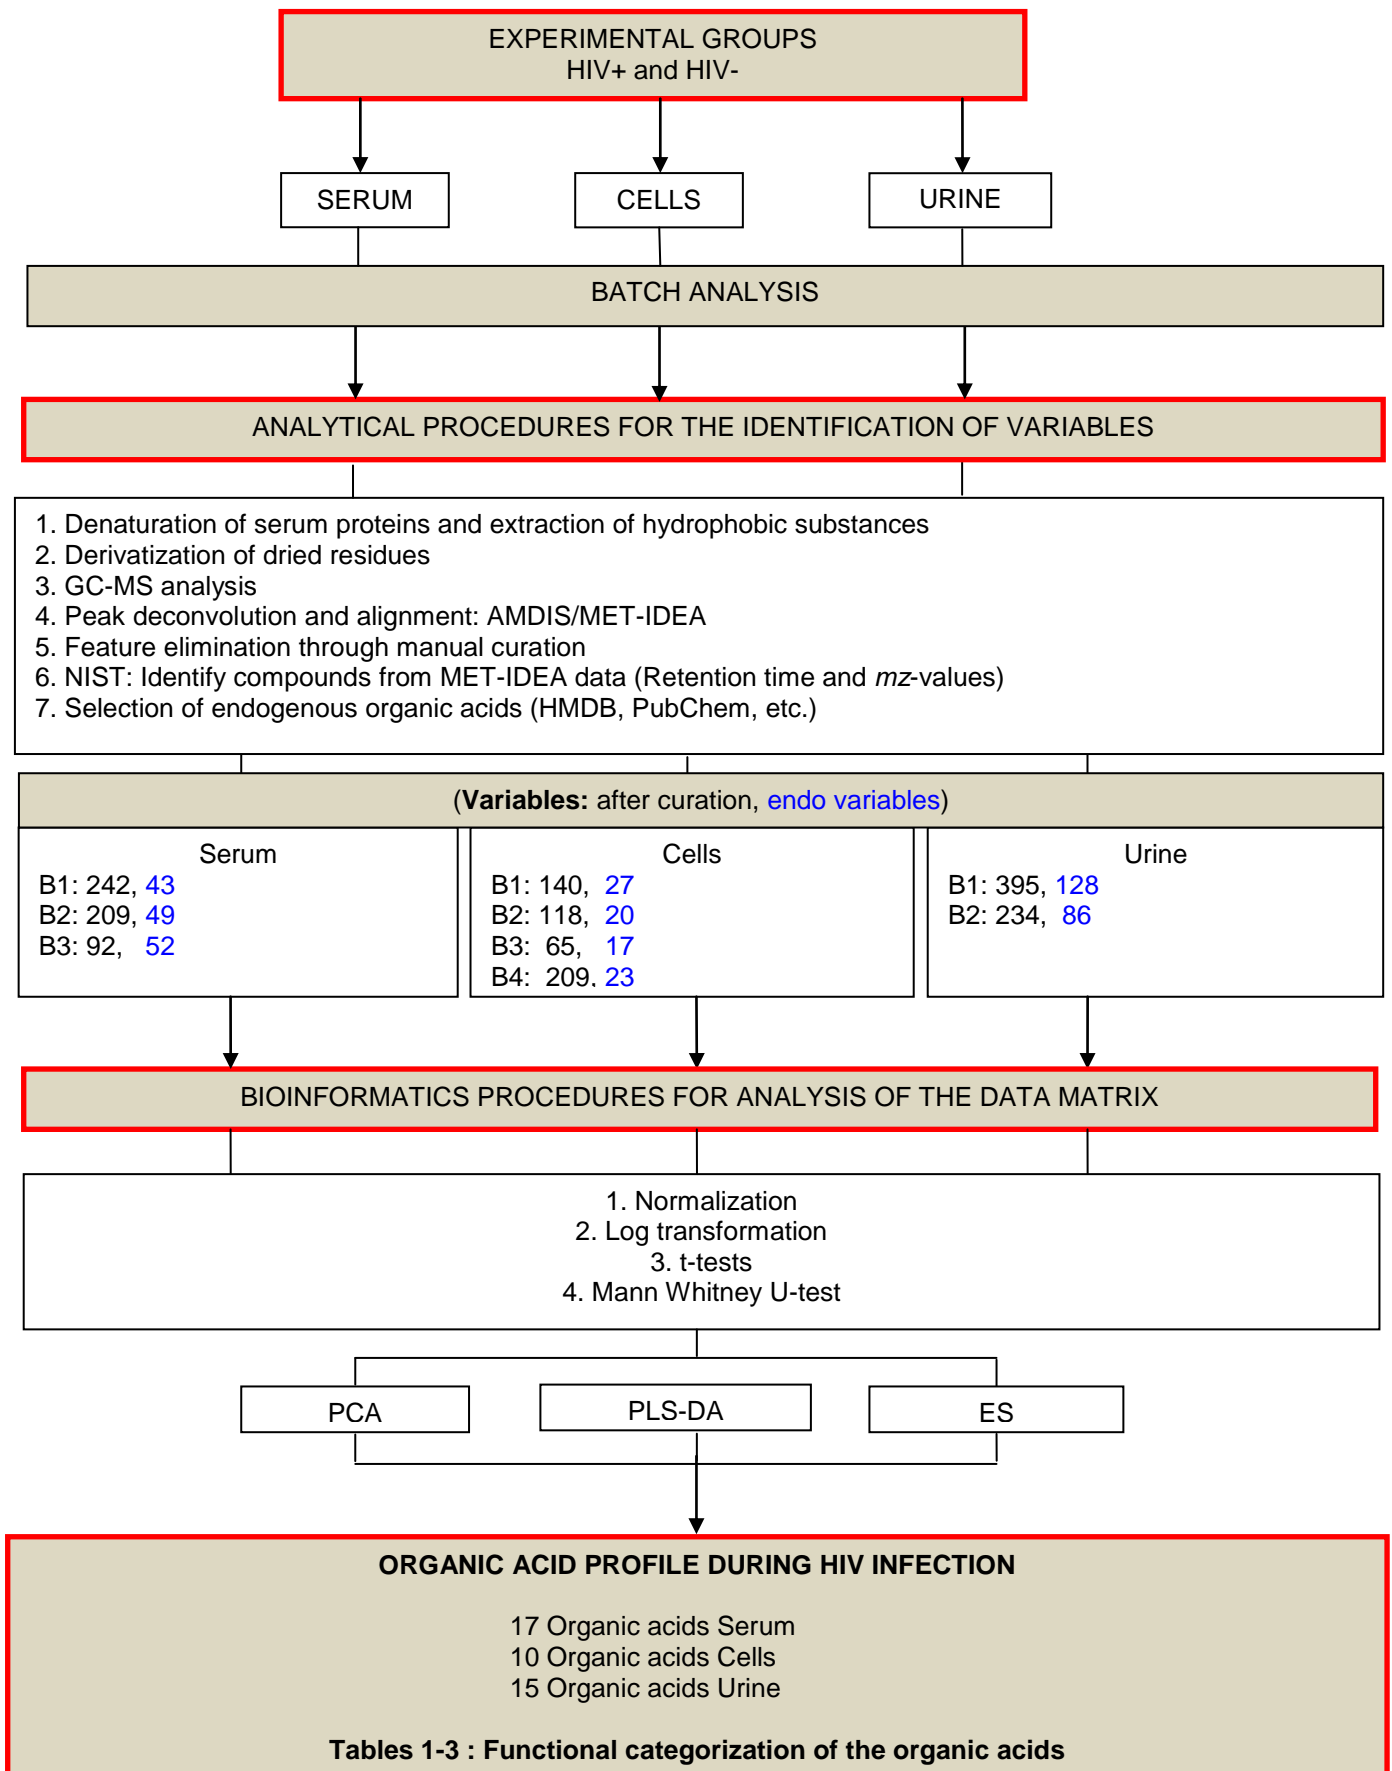 EXPERIMENTAL GROUPS
HIV+ and HIV-
SERUM
CELLS
URINE
BATCH ANALYSIS
ANALYTICAL PROCEDURES FOR THE IDENTIFICATION OF VARIABLES
1. Denaturation of serum proteins and extraction of hydrophobic substances
2. Derivatization of dried residues
3. GC-MS analysis
4. Peak deconvolution and alignment: AMDIS/MET-IDEA
5. Feature elimination through manual curation
6. NIST: Identify compounds from MET-IDEA data (Retention time and mz-values)
7. Selection of endogenous organic acids (HMDB, PubChem, etc.)
(Variables: after curation, endo variables)
Serum
B1: 242, 43
B2: 209, 49
B3: 92, 52
Cells
B1: 140, 27
B2: 118, 20
B3: 65, 17
B4: 209, 23
Urine
B1: 395, 128
B2: 234, 86
BIOINFORMATICS PROCEDURES FOR ANALYSIS OF THE DATA MATRIX
1. Normalization
2. Log transformation
3. t-tests
4. Mann Whitney U-test
PCA
PLS-DA
ES
ORGANIC ACID PROFILE DURING HIV INFECTION
17 Organic acids Serum
10 Organic acids Cells
15 Organic acids Urine
Tables 1-3 : Functional categorization of the organic acids